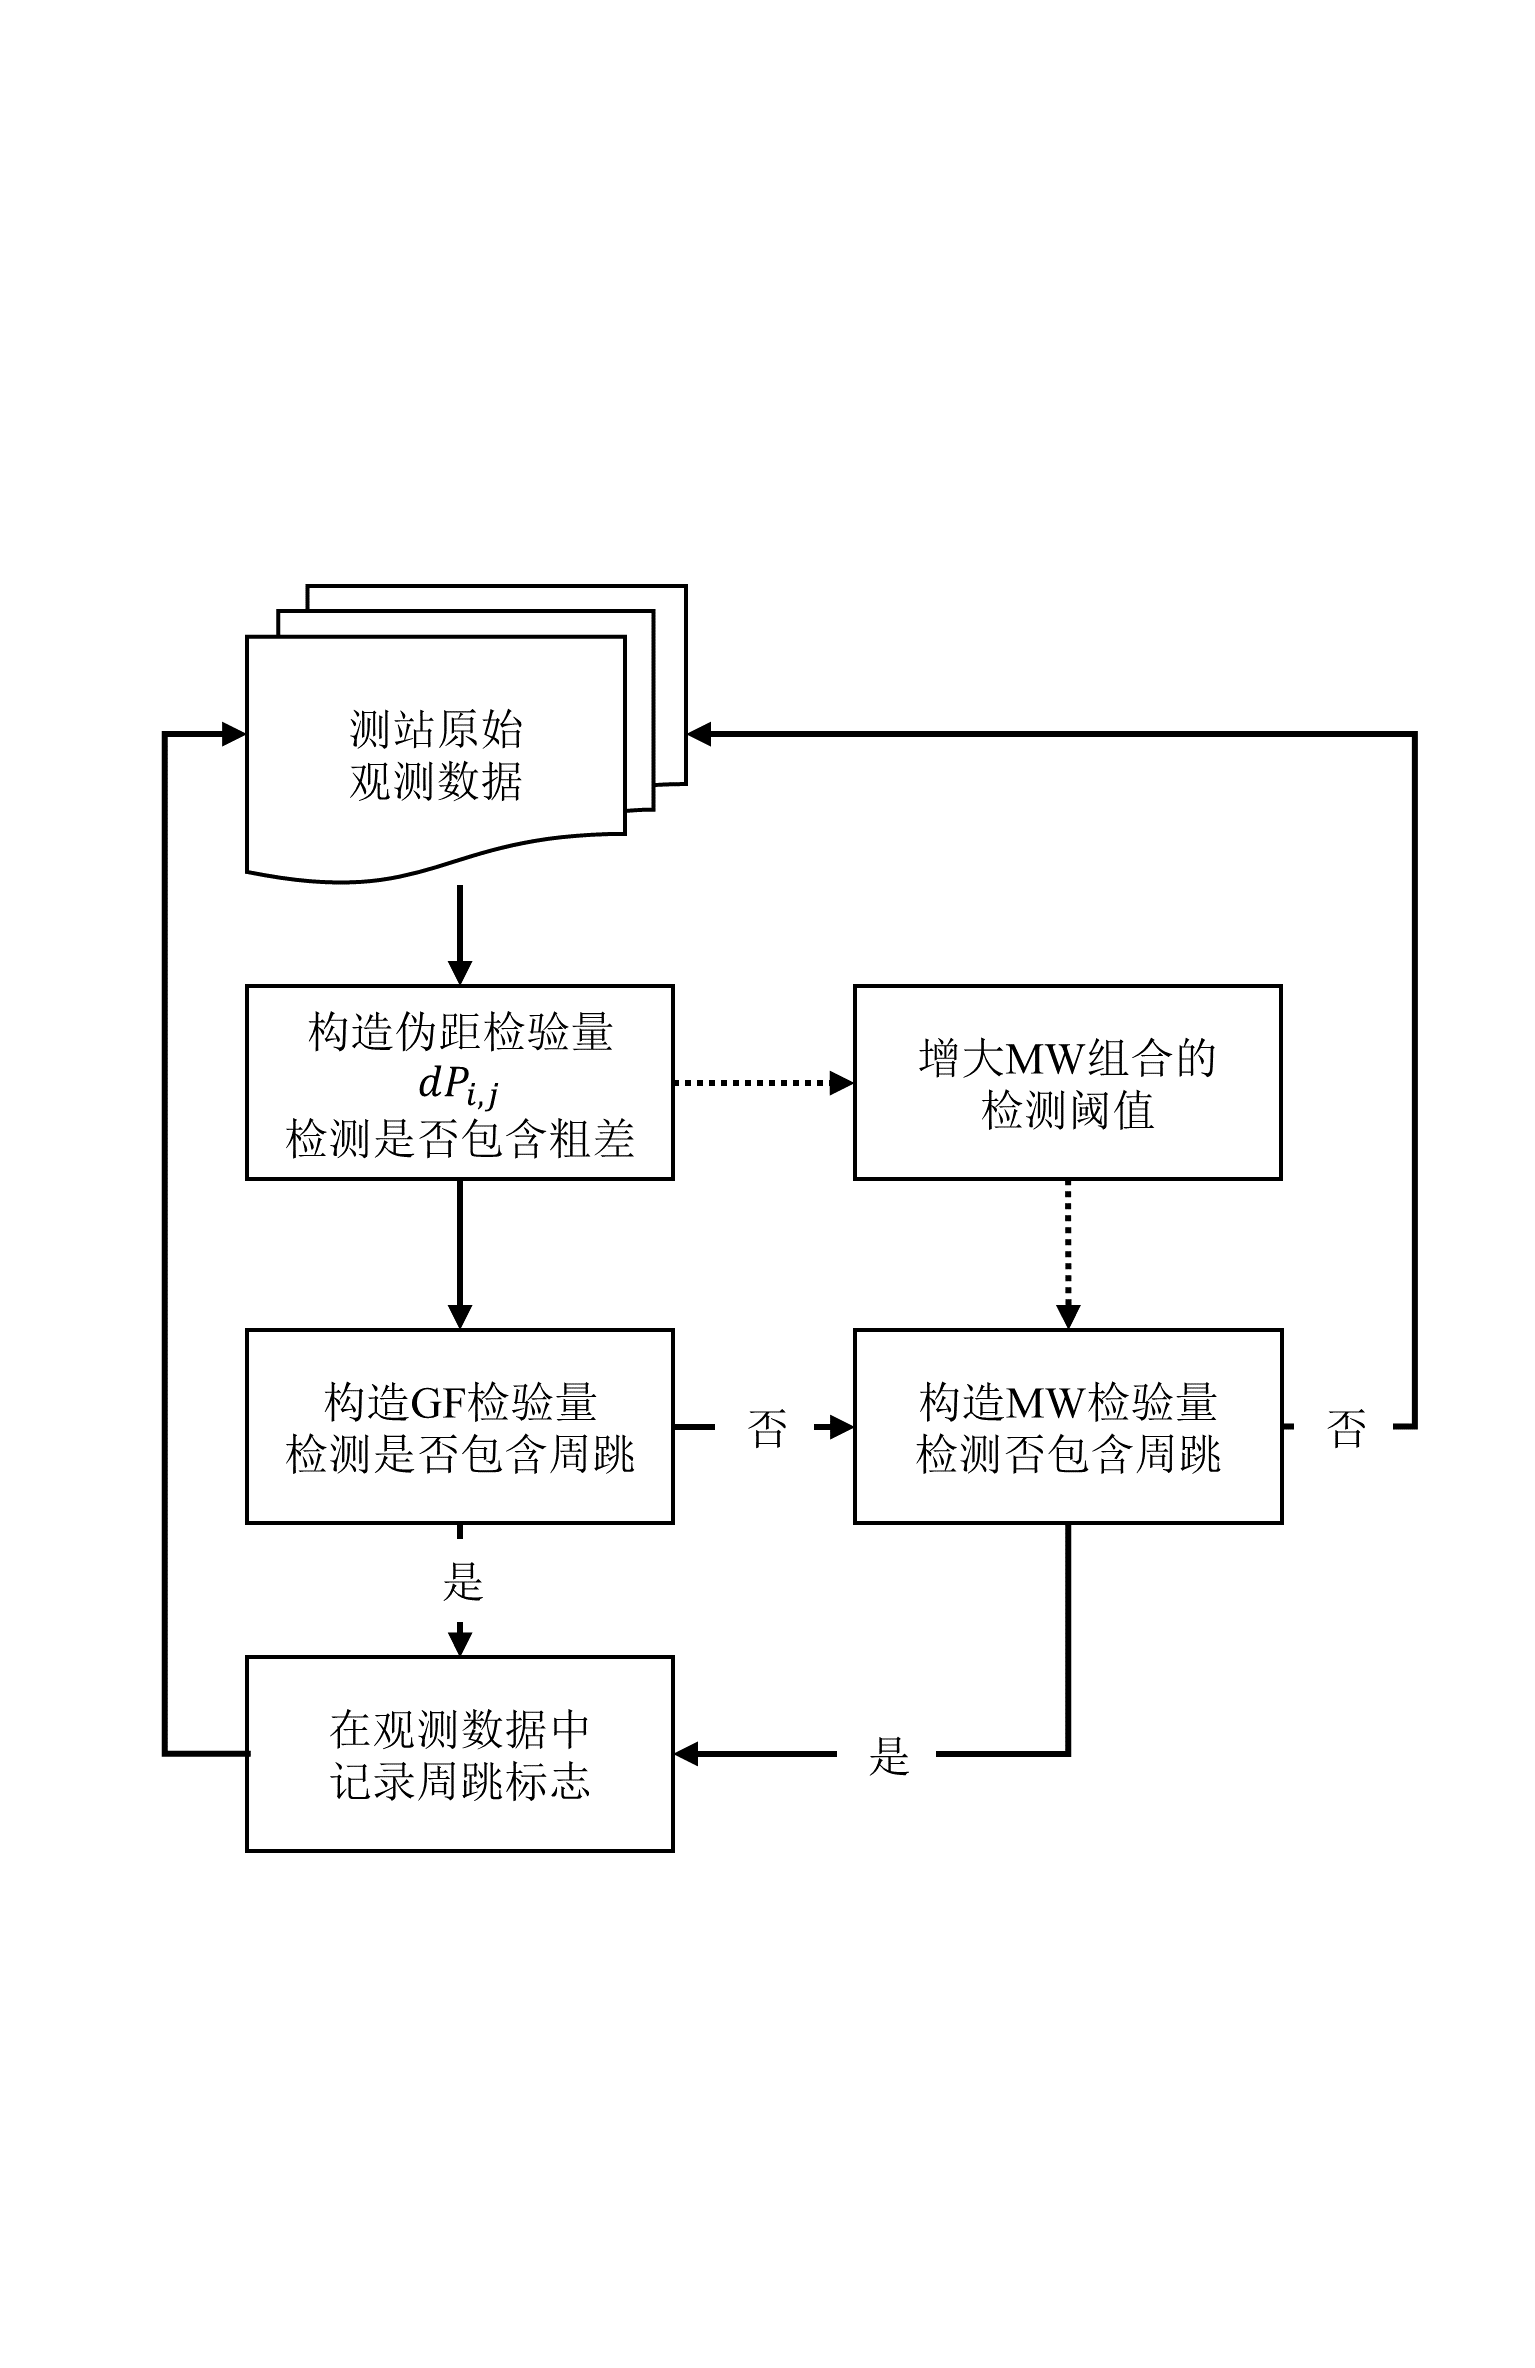 测站原始
观测数据
构造伪距检验量
dP_{i,j}
检测是否包含粗差
增大MW组合的
检测阈值
构造GF检验量
检测是否包含周跳
否
构造MW检验量
检测否包含周跳
否
是
在观测数据中
记录周跳标志
是